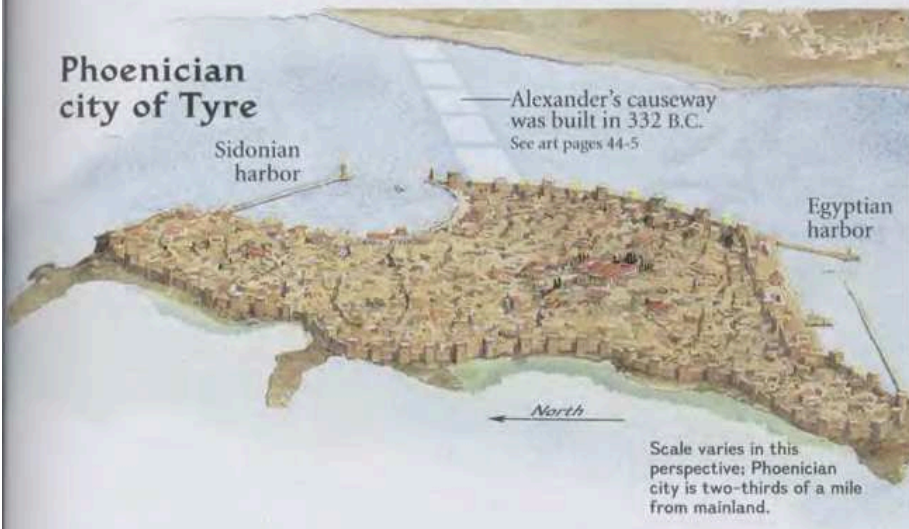 Phoenician
city of Tyre
Alexander's causeway
was built in 332 B.C.
See art pages 44-5
Sidonian
harbor
Egyptian
harbor
North
Scale varies in this
perspective; Phoenician
city is two-thirds of a mile
from mainland.